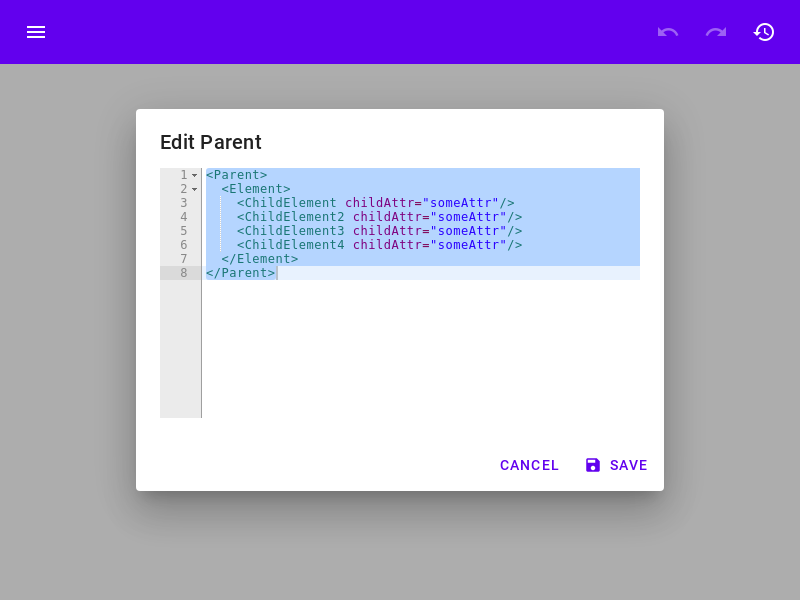 Edit Parent
1 <Parent>
2   <Element>
3     <ChildElement childAttr="someAttr"/>
4     <ChildElement2 childAttr="someAttr"/>
5     <ChildElement3 childAttr="someAttr"/>
6     <ChildElement4 childAttr="someAttr"/>
7   </Element>
8 </Parent>
CANCEL SAVE